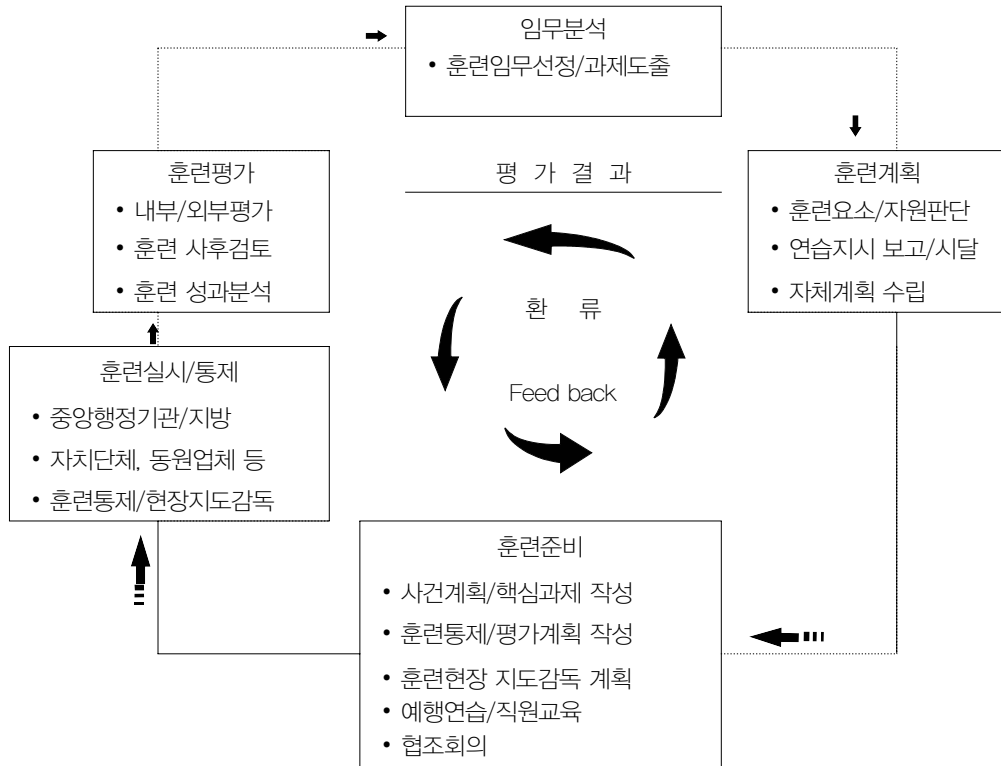 임무분석
• 훈련임무선정/과제도출
훈련평가
• 내부/외부평가
• 훈련 사후검토
• 훈련 성과분석
평 가 결 과
환 류
Feed back
훈련계획
• 훈련요소/자원판단
• 연습지시 보고/시달
• 자체계획 수립
훈련실시/통제
• 중앙행정기관/지방
• 자치단체, 동원업체 등
• 훈련통제/현장지도감독
훈련준비
• 사건계획/핵심과제 작성
• 훈련통제/평가계획 작성
• 훈련현장 지도감독 계획
• 예행연습/직원교육
• 협조회의